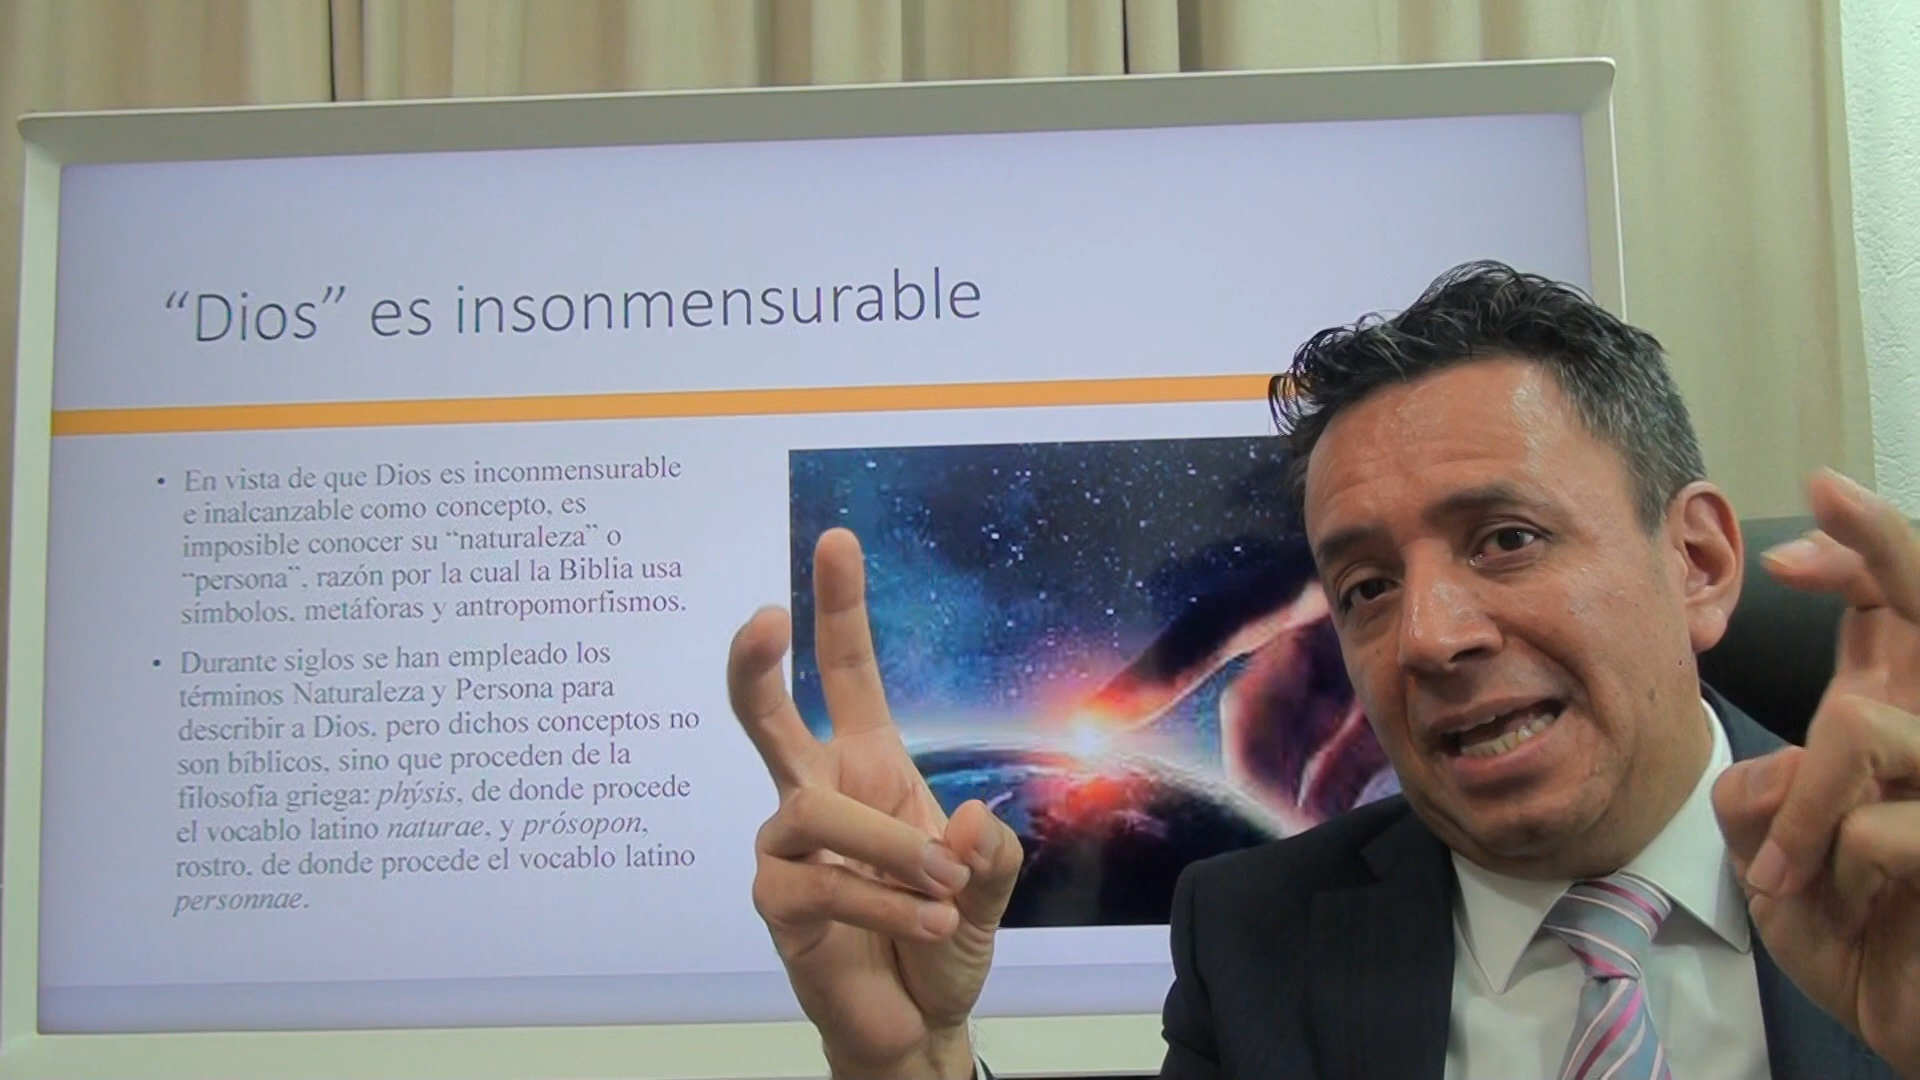 “Dios” es insonmensurable
• En vista de que Dios es inconmensurable
e inalcanzable como concepto, es
imposible conocer su “naturaleza” o
“persona”, razón por la cual la Biblia usa
símbolos, metáforas y antropomorfismos.
• Durante siglos se han empleado los
términos Naturaleza y Persona para
describir a Dios, pero dichos conceptos no
son bíblicos, sino que proceden de la
filosofía griega: phýsis, de donde procede
el vocablo latino naturae, y prósopon,
rostro, de donde procede el vocablo latino
personnae.